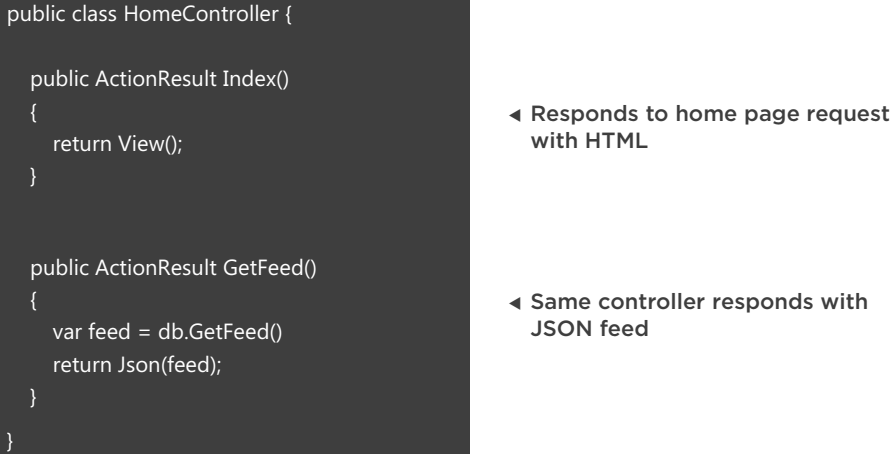 public class HomeController {
public ActionResult Index()
{
return View();
}
public ActionResult GetFeed()
{
var feed = db.GetFeed()
return Json(feed);
}
}
◀ Responds to home page request
with HTML
◀ Same controller responds with
JSON feed